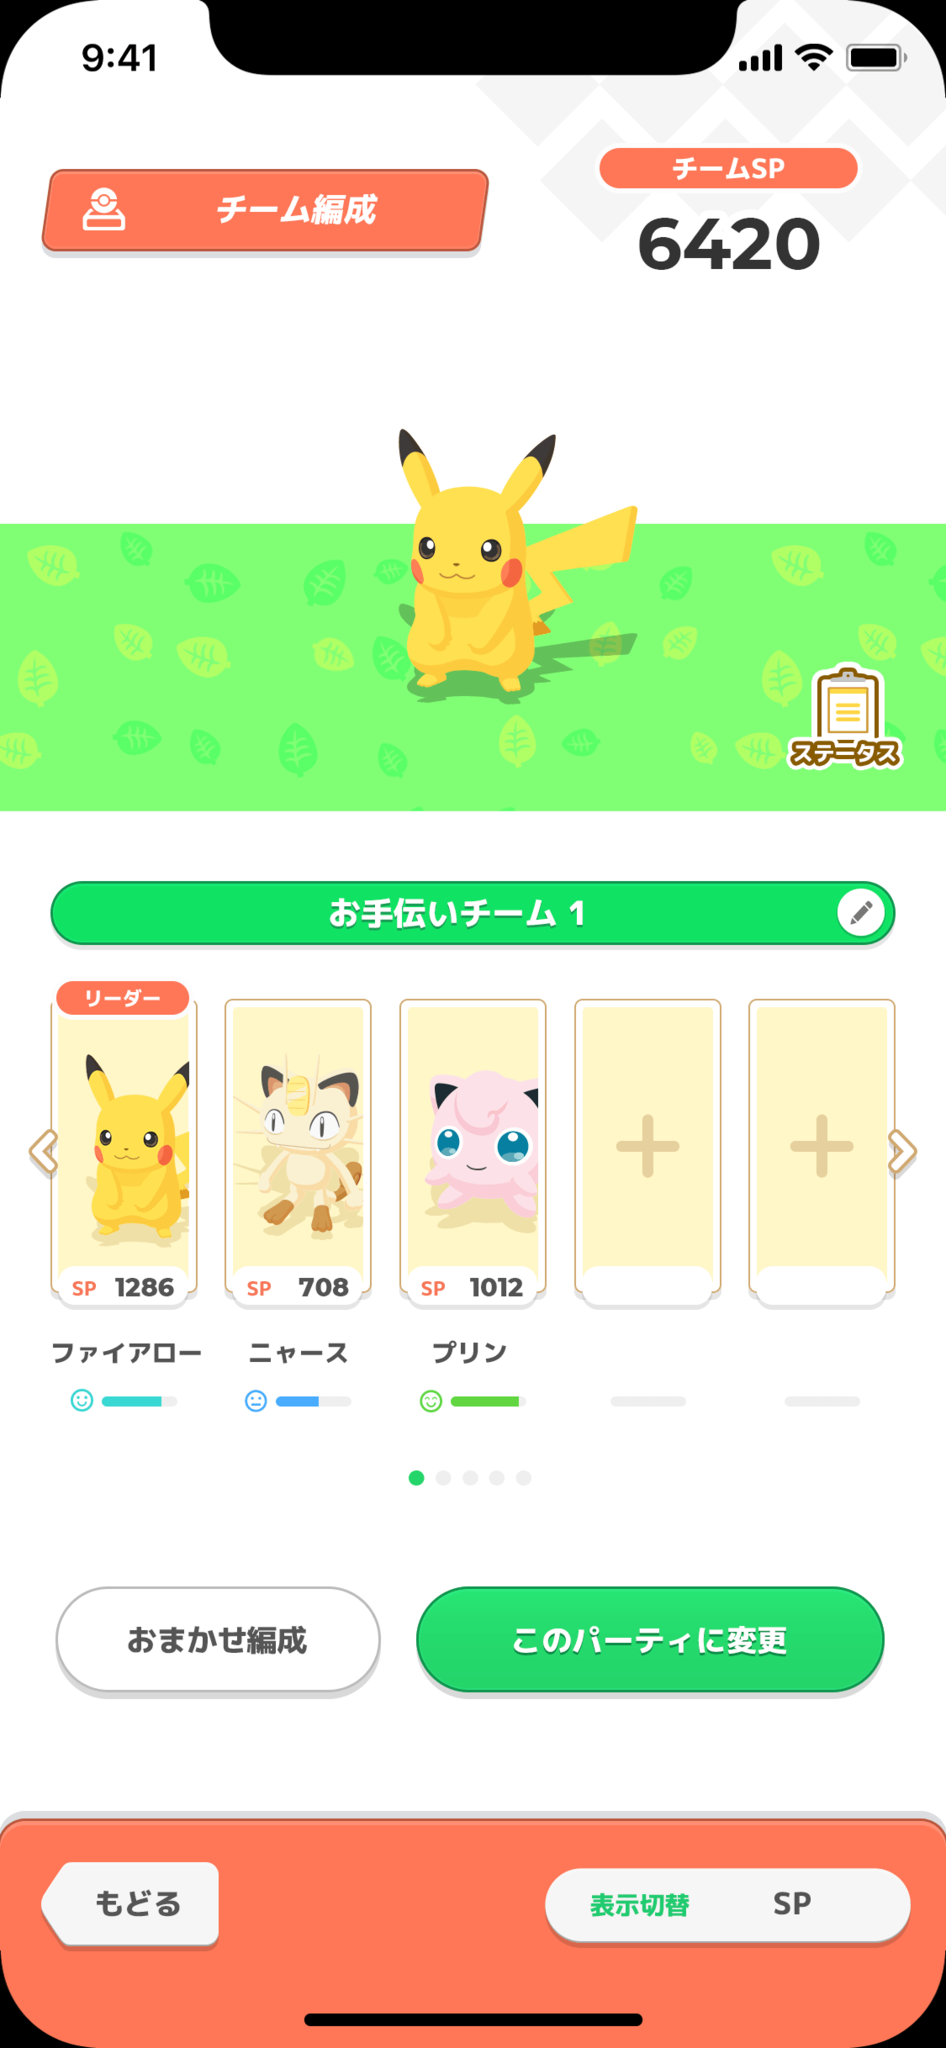 9:41
チーム編成
チームSP
6420
ステータス
お手伝いチーム 1
リーダー
SP 1286
SP 708
SP 1012
ファイアロー
ニャース
プリン
おまかせ編成
このパーティに変更
もどる
表示切替 SP